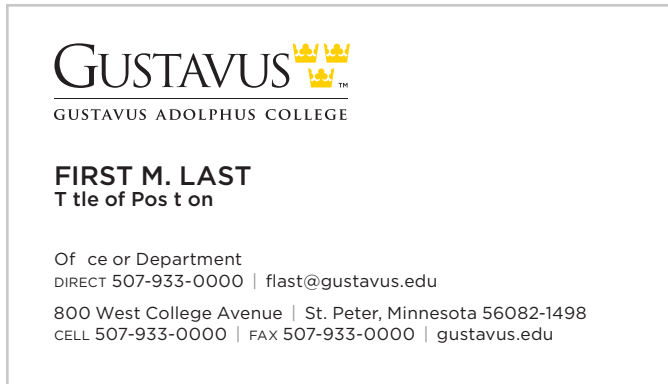 GUSTAVUS™
GUSTAVUS ADOLPHUS COLLEGE
FIRST M. LAST
T tle of Pos t on
Of ce or Department
DIRECT 507-933-0000 | flast@gustavus.edu
800 West College Avenue | St. Peter, Minnesota 56082-1498
CELL 507-933-0000 | FAX 507-933-0000 | gustavus.edu